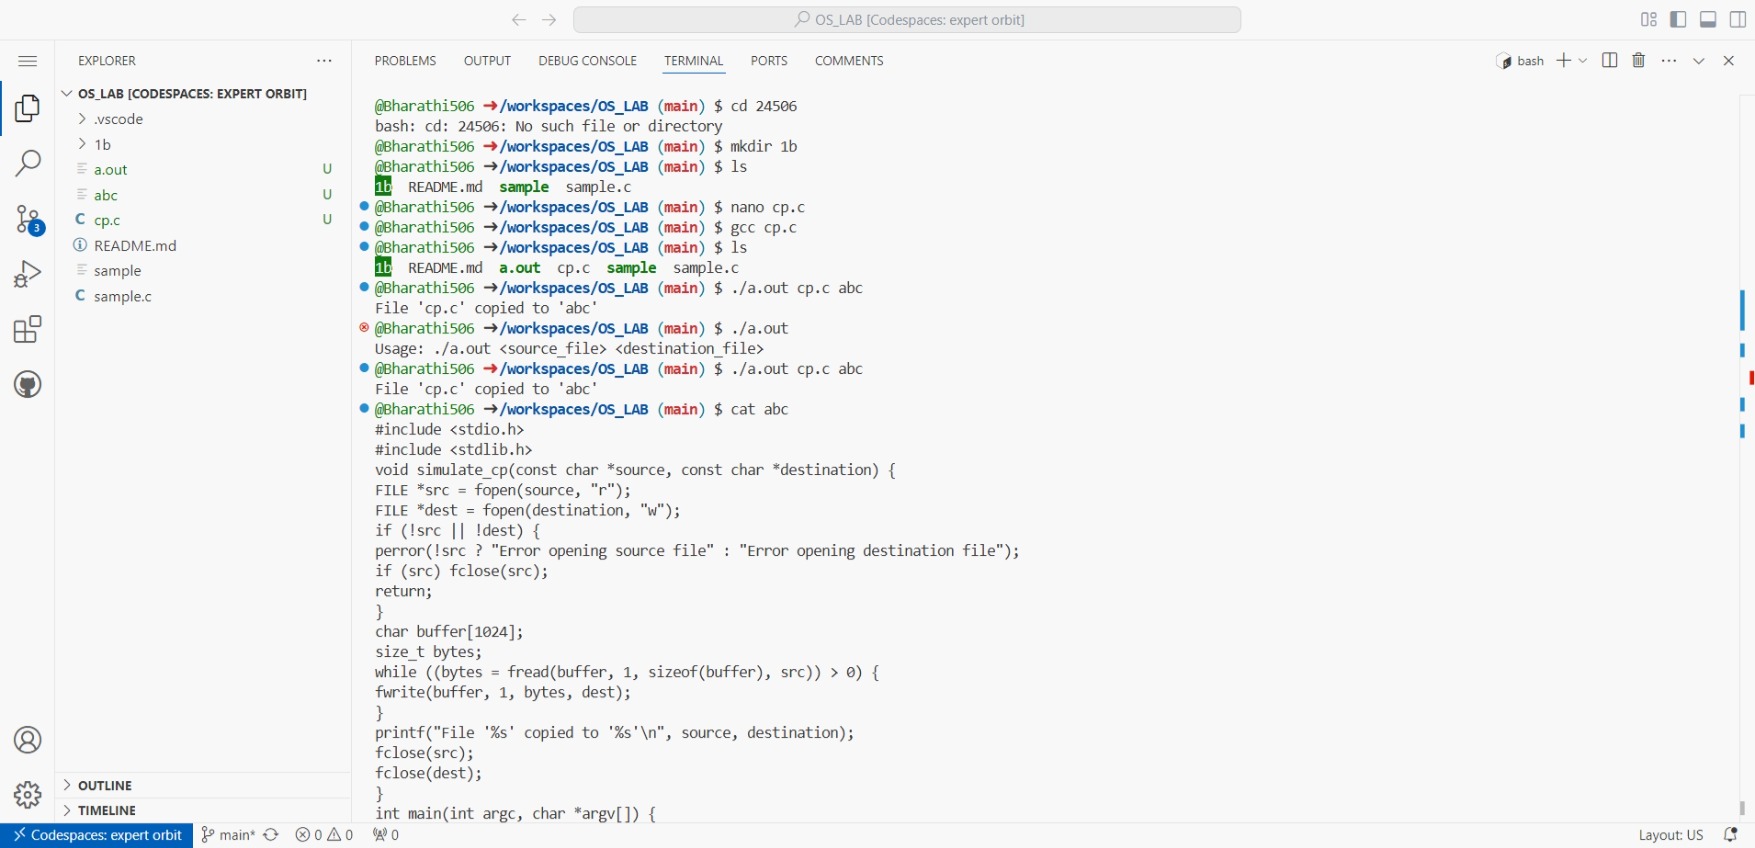 OS_LAB [Codespaces: expert orbit]
EXPLORER
OS_LAB [CODESPACES: EXPERT ORBIT]
.vscode
1b
a.out U
abc U
cp.c U
README.md
sample
sample.c
3
OUTLINE
TIMELINE
PROBLEMS OUTPUT DEBUG CONSOLE TERMINAL PORTS COMMENTS
bash
@Bharathi506 →/workspaces/OS_LAB (main) $ cd 24506
bash: cd: 24506: No such file or directory
@Bharathi506 →/workspaces/OS_LAB (main) $ mkdir 1b
@Bharathi506 →/workspaces/OS_LAB (main) $ ls
1b README.md sample sample.c
@Bharathi506 →/workspaces/OS_LAB (main) $ nano cp.c
@Bharathi506 →/workspaces/OS_LAB (main) $ gcc cp.c
@Bharathi506 →/workspaces/OS_LAB (main) $ ls
1b README.md a.out cp.c sample sample.c
@Bharathi506 →/workspaces/OS_LAB (main) $ ./a.out cp.c abc
File 'cp.c' copied to 'abc'
@Bharathi506 →/workspaces/OS_LAB (main) $ ./a.out
Usage: ./a.out <source_file> <destination_file>
@Bharathi506 →/workspaces/OS_LAB (main) $ ./a.out cp.c abc
File 'cp.c' copied to 'abc'
@Bharathi506 →/workspaces/OS_LAB (main) $ cat abc
#include <stdio.h>
#include <stdlib.h>
void simulate_cp(const char *source, const char *destination) {
FILE *src = fopen(source, "r");
FILE *dest = fopen(destination, "w");
if (!src || !dest) {
perror(!src ? "Error opening source file" : "Error opening destination file");
if (src) fclose(src);
return;
}
char buffer[1024];
size_t bytes;
while ((bytes = fread(buffer, 1, sizeof(buffer), src)) > 0) {
fwrite(buffer, 1, bytes, dest);
}
printf("File '%s' copied to '%s'\n", source, destination);
fclose(src);
fclose(dest);
}
int main(int argc, char *argv[]) {
Codespaces: expert orbit main* 0 0 0 Layout: US